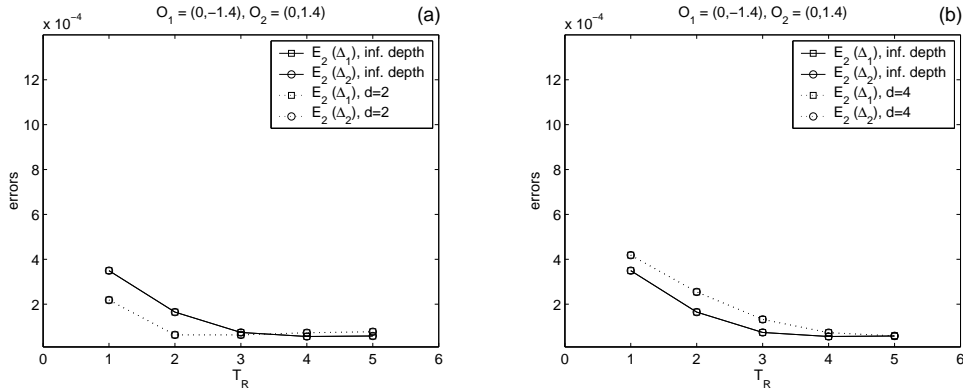 x 10⁻⁴
O₁ = (0,−1.4), O₂ = (0,1.4)
(a)
E₂ (Δ₁), inf. depth
E₂ (Δ₂), inf. depth
E₂ (Δ₁), d=2
E₂ (Δ₂), d=2
12
10
8
6
4
2
errors
0 1 2 3 4 5 6
T_R
x 10⁻⁴
O₁ = (0,−1.4), O₂ = (0,1.4)
(b)
E₂ (Δ₁), inf. depth
E₂ (Δ₂), inf. depth
E₂ (Δ₁), d=4
E₂ (Δ₂), d=4
12
10
8
6
4
2
errors
0 1 2 3 4 5 6
T_R